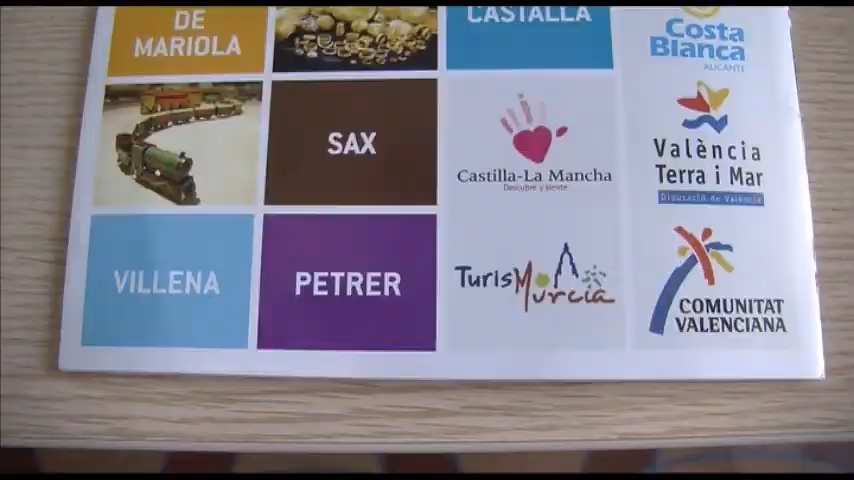 DE
MARIOLA
CASTALLA
Costa
Blanca
ALICANTE
SAX
Castilla-La Mancha
Descubre y siente
València
Terra i Mar
Diputació de València
VILLENA
PETRER
TurisMurcia
COMUNITAT
VALENCIANA